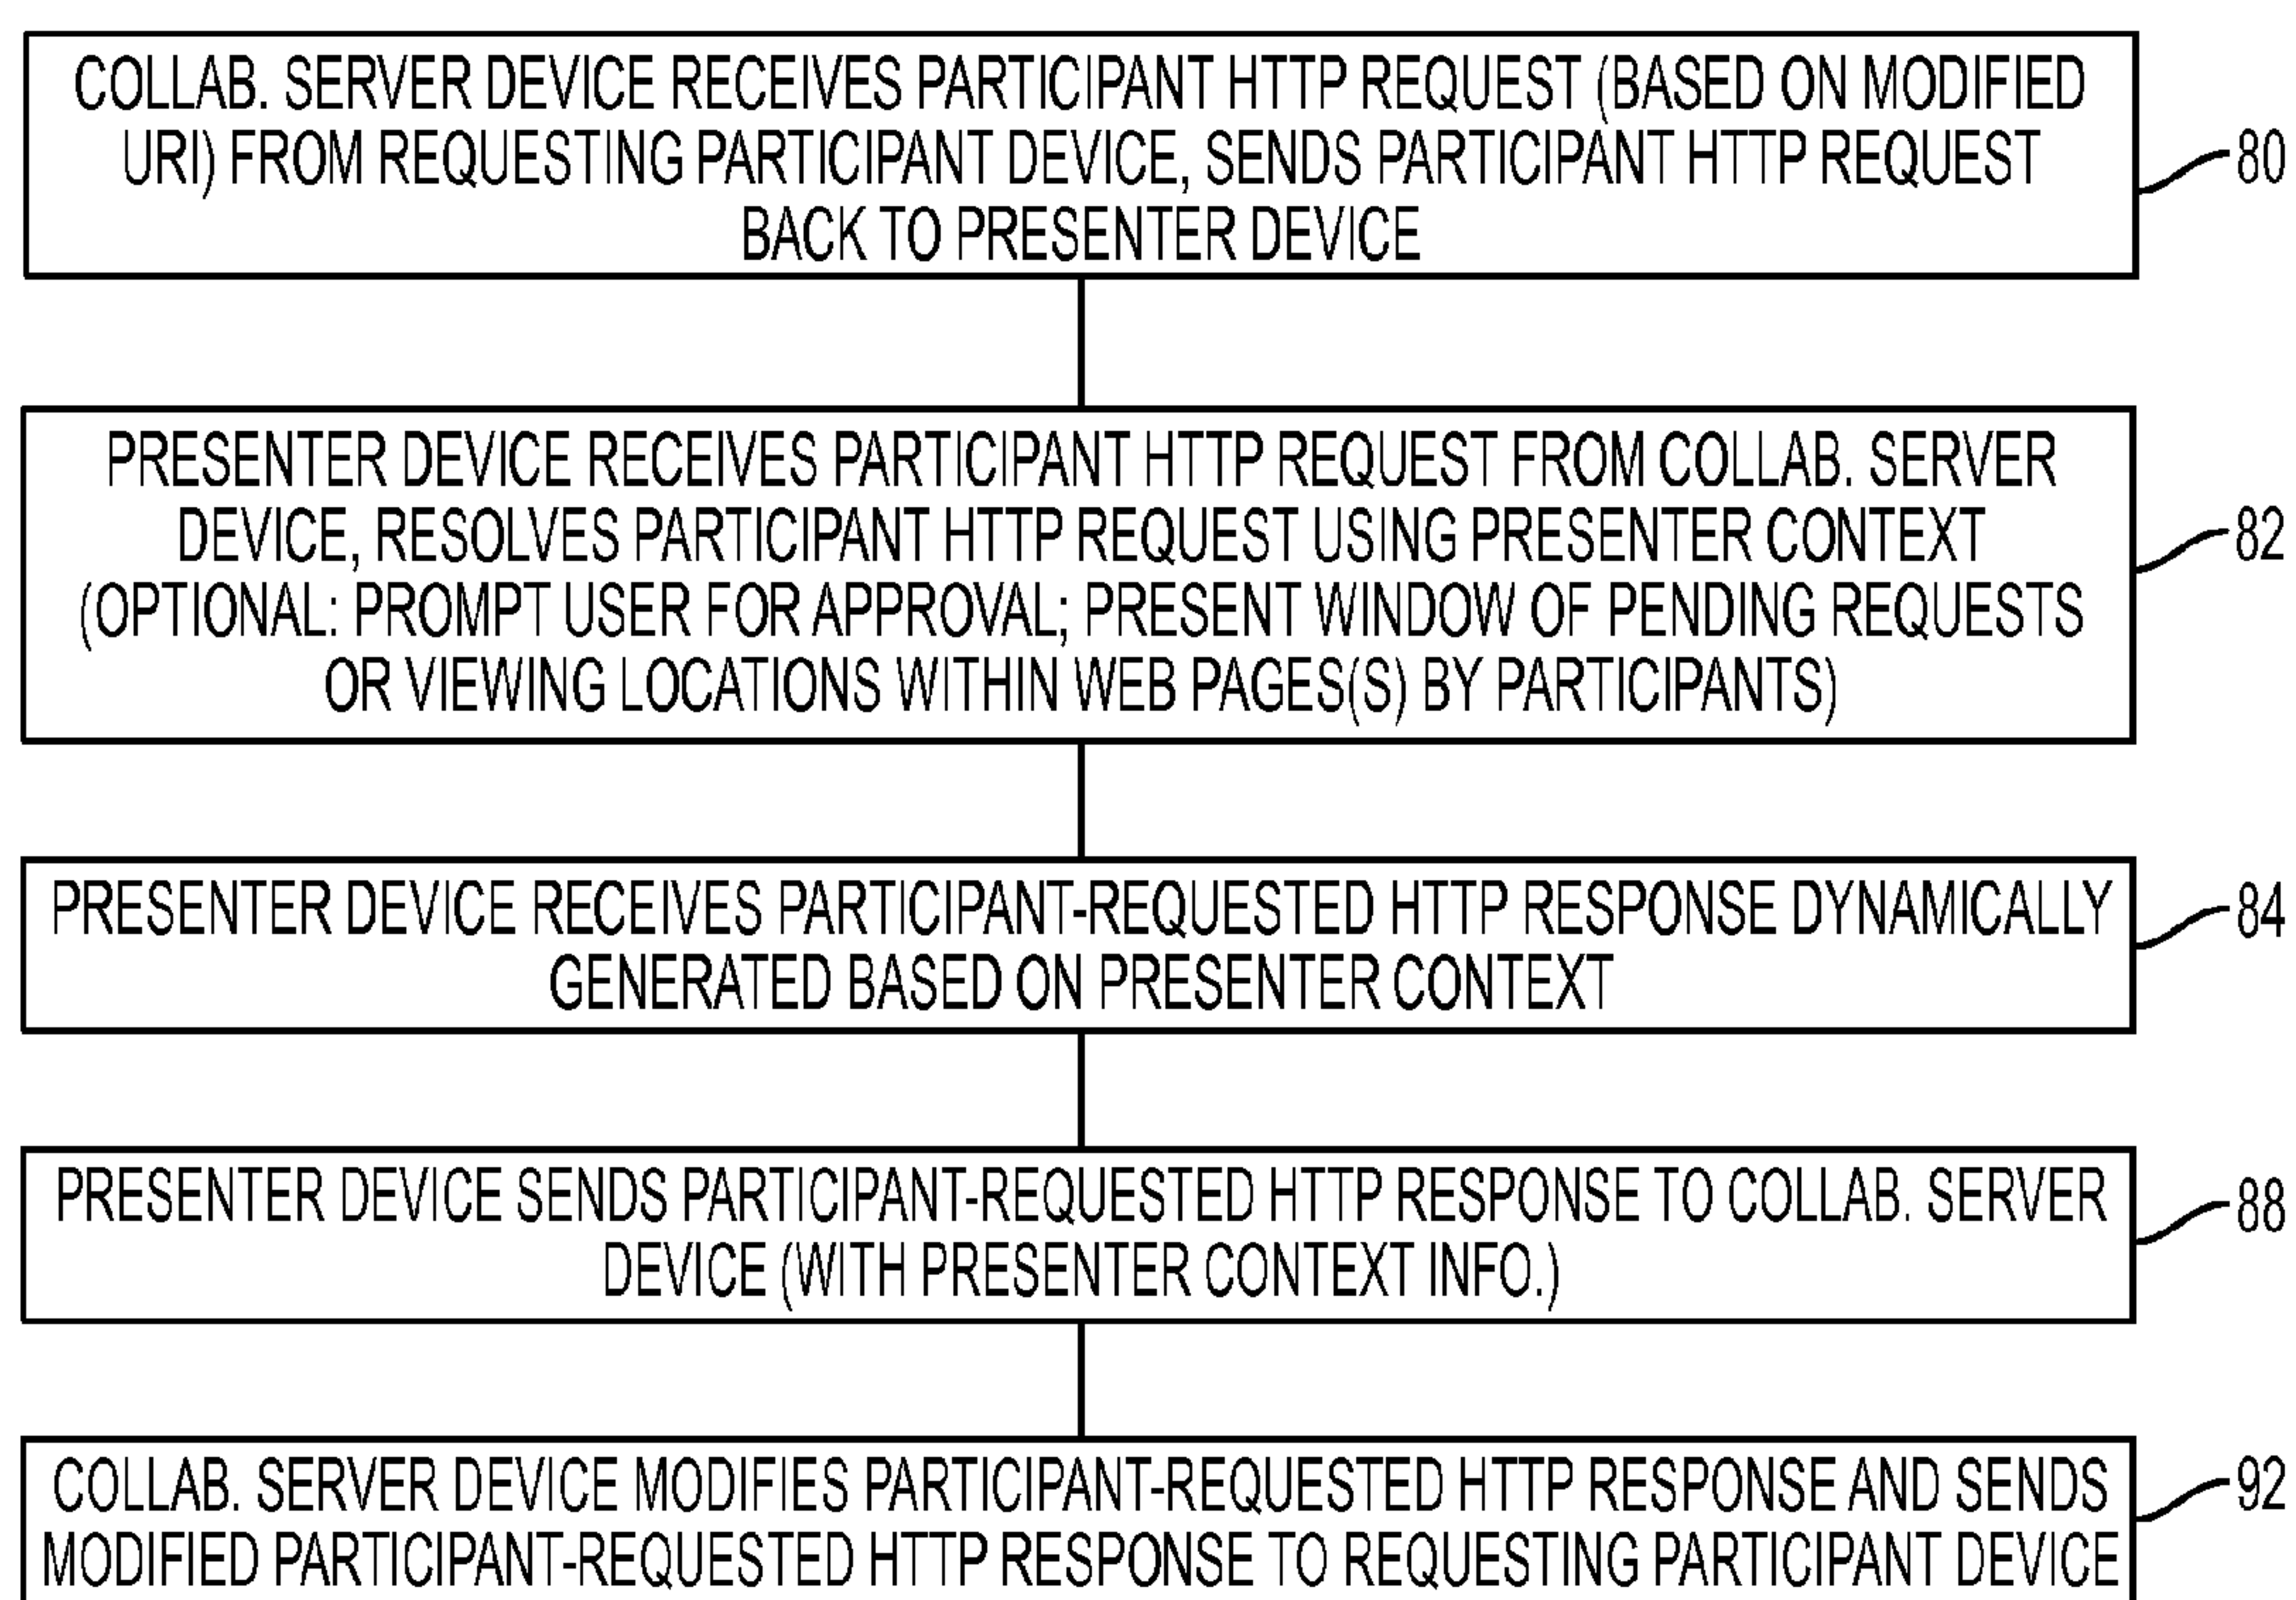 COLLAB. SERVER DEVICE RECEIVES PARTICIPANT HTTP REQUEST (BASED ON MODIFIED
URI) FROM REQUESTING PARTICIPANT DEVICE, SENDS PARTICIPANT HTTP REQUEST
BACK TO PRESENTER DEVICE
80
PRESENTER DEVICE RECEIVES PARTICIPANT HTTP REQUEST FROM COLLAB. SERVER
DEVICE, RESOLVES PARTICIPANT HTTP REQUEST USING PRESENTER CONTEXT
(OPTIONAL: PROMPT USER FOR APPROVAL; PRESENT WINDOW OF PENDING REQUESTS
OR VIEWING LOCATIONS WITHIN WEB PAGES(S) BY PARTICIPANTS)
82
PRESENTER DEVICE RECEIVES PARTICIPANT-REQUESTED HTTP RESPONSE DYNAMICALLY
GENERATED BASED ON PRESENTER CONTEXT
84
PRESENTER DEVICE SENDS PARTICIPANT-REQUESTED HTTP RESPONSE TO COLLAB. SERVER
DEVICE (WITH PRESENTER CONTEXT INFO.)
88
COLLAB. SERVER DEVICE MODIFIES PARTICIPANT-REQUESTED HTTP RESPONSE AND SENDS
MODIFIED PARTICIPANT-REQUESTED HTTP RESPONSE TO REQUESTING PARTICIPANT DEVICE
92